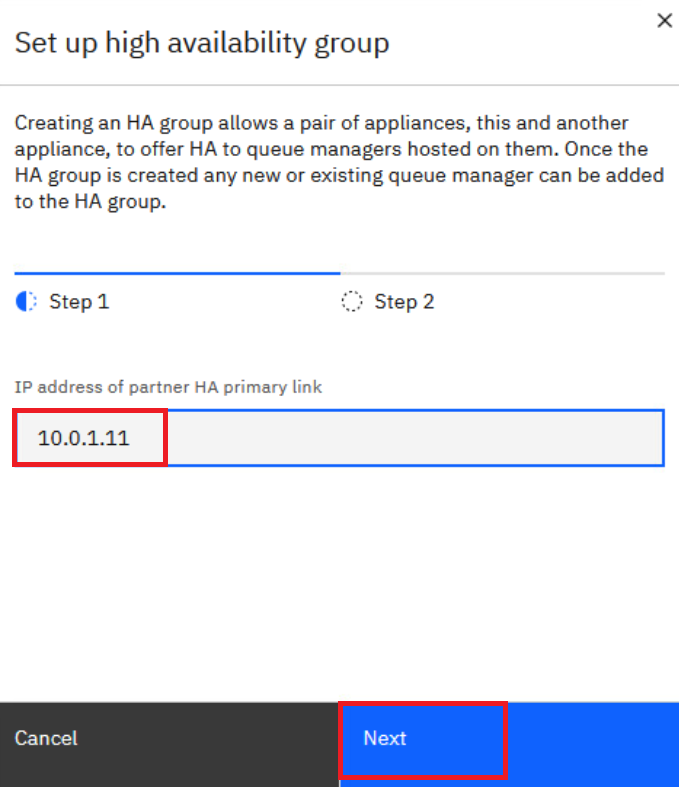 Set up high availability group
Creating an HA group allows a pair of appliances, this and another
appliance, to offer HA to queue managers hosted on them. Once the
HA group is created any new or existing queue manager can be added
to the HA group.
Step 1
Step 2
IP address of partner HA primary link
10.0.1.11
Cancel
Next